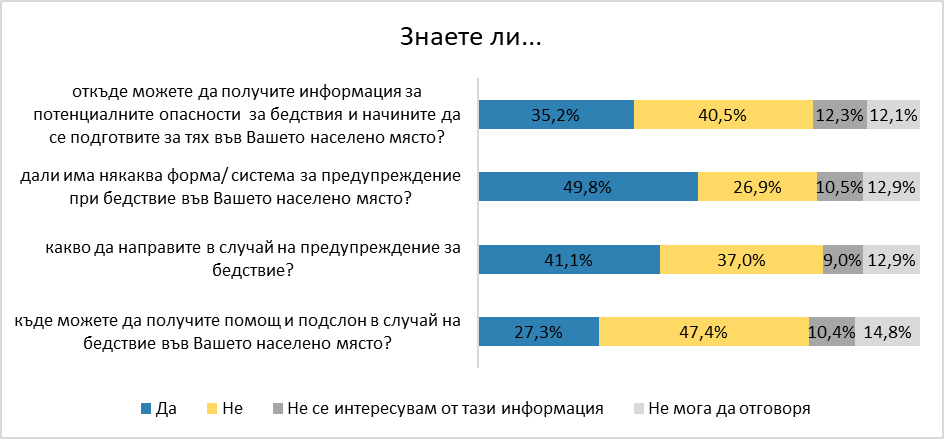 Знаете ли...
откъде можете да получите информация за
потенциалните опасности за бедствия и начините да
се подготвите за тях във Вашето населено място?
35,2% 40,5% 12,3% 12,1%
дали има някаква форма/ система за предупреждение
при бедствие във Вашето населено място?
49,8% 26,9% 10,5% 12,9%
какво да направите в случай на предупреждение за
бедствие?
41,1% 37,0% 9,0% 12,9%
къде можете да получите помощ и подслон в случай на
бедствие във Вашето населено място?
27,3% 47,4% 10,4% 14,8%
Да Не Не се интересувам от тази информация Не мога да отговоря